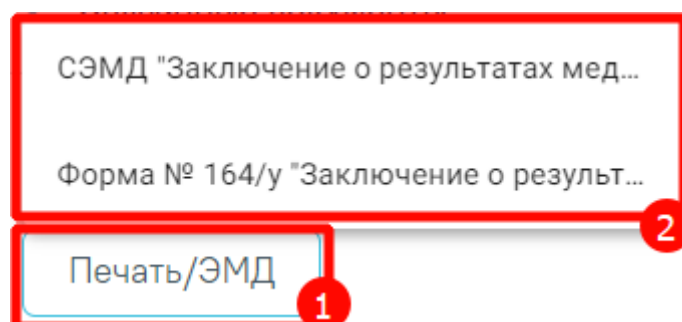 СЭМД "Заключение о результатах мед...
Форма № 164/у "Заключение о результ...
2
Печать/ЭМД
1